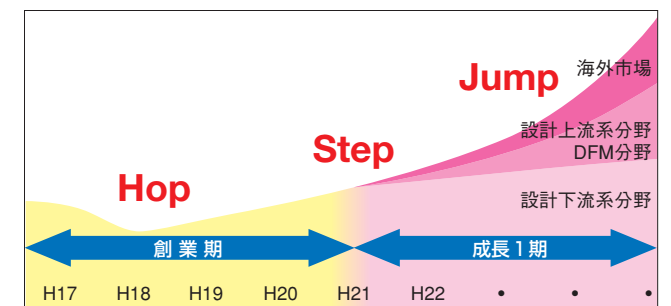 海外市場
Jump
設計上流系分野
DFM分野
Step
Hop
設計下流系分野
創業期
成長1期
H17 H18 H19 H20 H21 H22 • • •